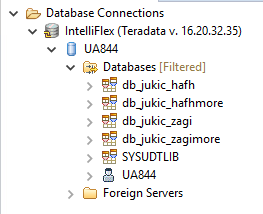 Database Connections
IntelliFlex (Teradata v. 16.20.32.35)
UA844
Databases [Filtered]
db_jukic_hafh
db_jukic_hafhmore
db_jukic_zagi
db_jukic_zagimore
SYSUDTLIB
UA844
Foreign Servers